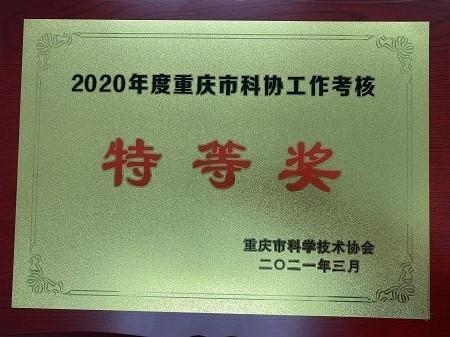 2020年度重庆市科协工作考核
特等奖
重庆市科学技术协会
二〇二一年三月